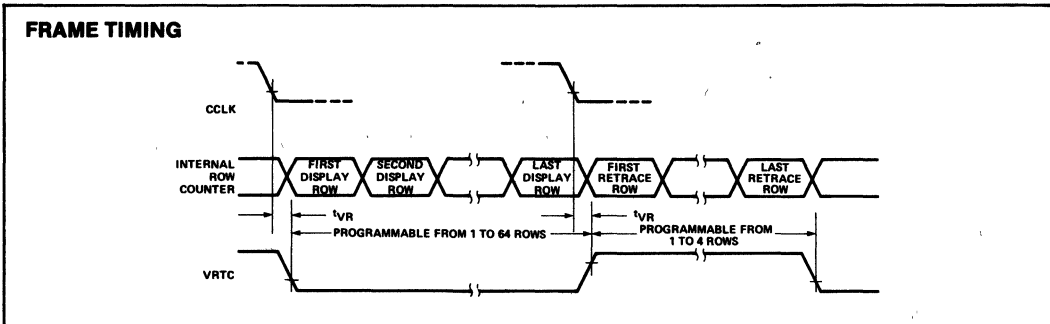 FRAME TIMING
CCLK
INTERNAL
ROW
COUNTER
FIRST
DISPLAY
ROW
SECOND
DISPLAY
ROW
LAST
DISPLAY
ROW
FIRST
RETRACE
ROW
LAST
RETRACE
ROW
tVR
tVR
PROGRAMMABLE FROM 1 TO 64 ROWS
PROGRAMMABLE FROM
1 TO 4 ROWS
VRTC